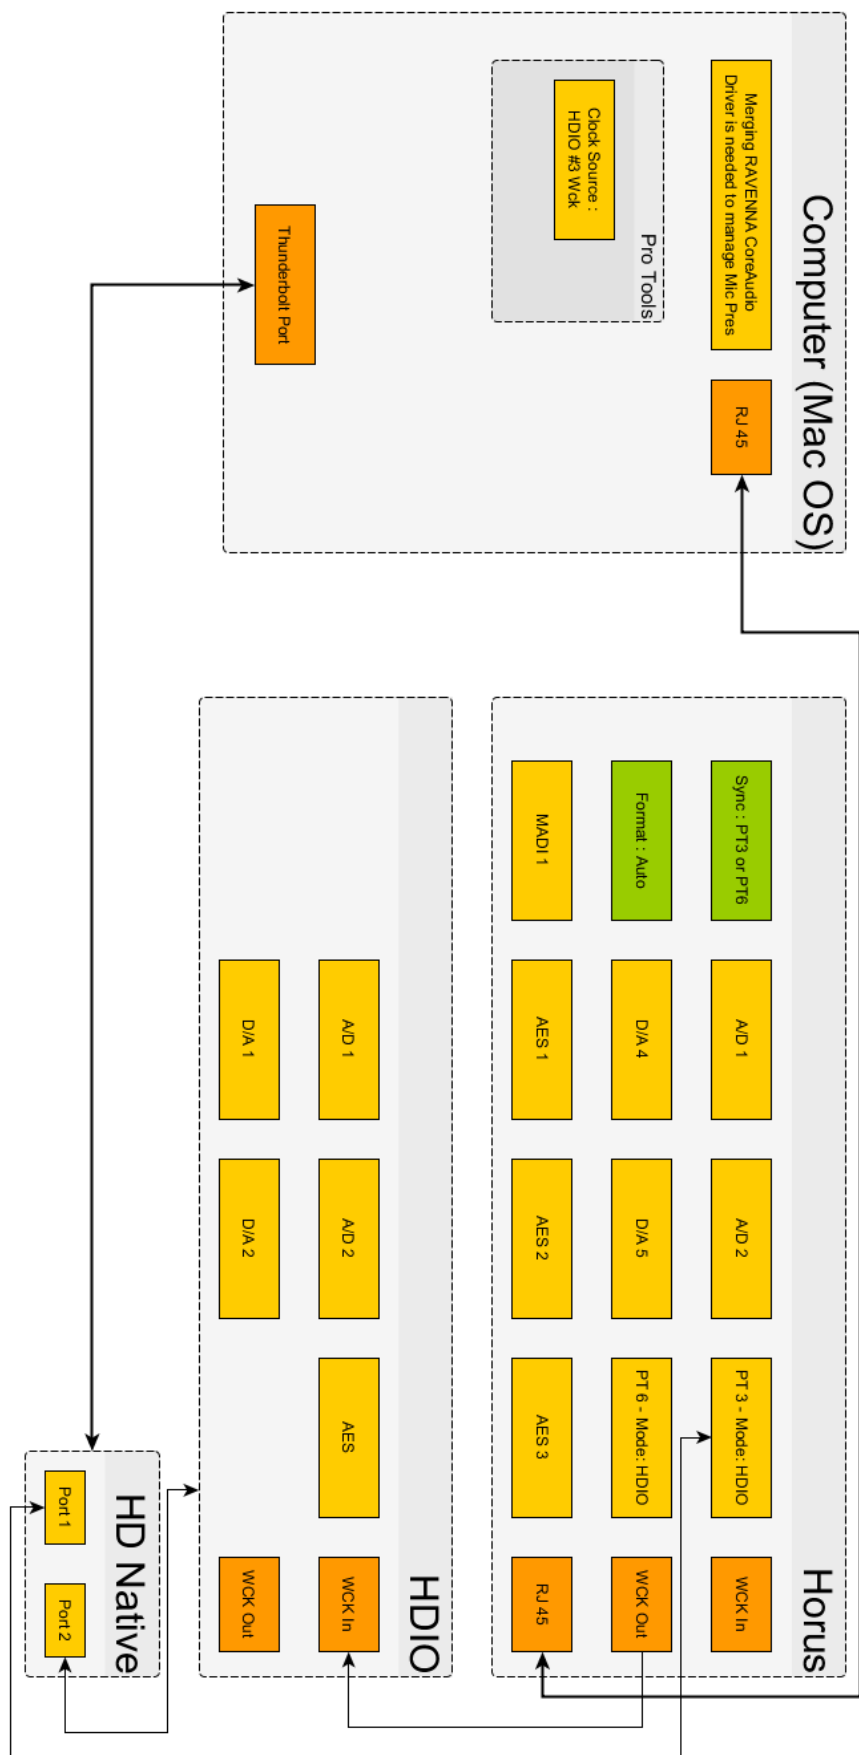 Computer (Mac OS)
Merging RAVENNA CoreAudio
Driver is needed to manage Mic Pres
RJ 45
Pro Tools
Clock Source :
HDIO #3 Wck
Thunderbolt Port
Horus
Sync : PT3 or PT6
A/D 1
A/D 2
PT 3 - Mode: HDIO
WCK In
Format : Auto
D/A 4
D/A 5
PT 6 - Mode: HDIO
WCK Out
MADI 1
AES 1
AES 2
AES 3
RJ 45
HDIO
A/D 1
A/D 2
AES
WCK In
D/A 1
D/A 2
WCK Out
HD Native
Port 1
Port 2